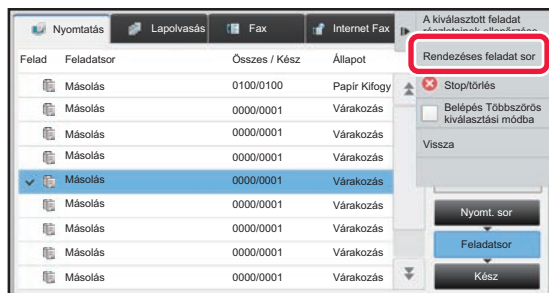 Nyomtatás
Lapolvasás
Fax
Internet Fax
A kiválasztott feladat
részleteinek ellenőrzése
Felad Feladatsor Összes / Kész Állapot
Rendezéses feladat sor
Másolás 0100/0100 Papír Kifogy
Stop/törlés
Másolás 0000/0001 Várakozás
Belépés Többszörös
kiválasztási módba
Másolás 0000/0001 Várakozás
Vissza
Másolás 0000/0001 Várakozás
Másolás 0000/0001 Várakozás
Másolás 0000/0001 Várakozás
Nyomt. sor
Másolás 0000/0001 Várakozás
Feladatsor
Másolás 0000/0001 Várakozás
Másolás 0000/0001 Várakozás
Kész